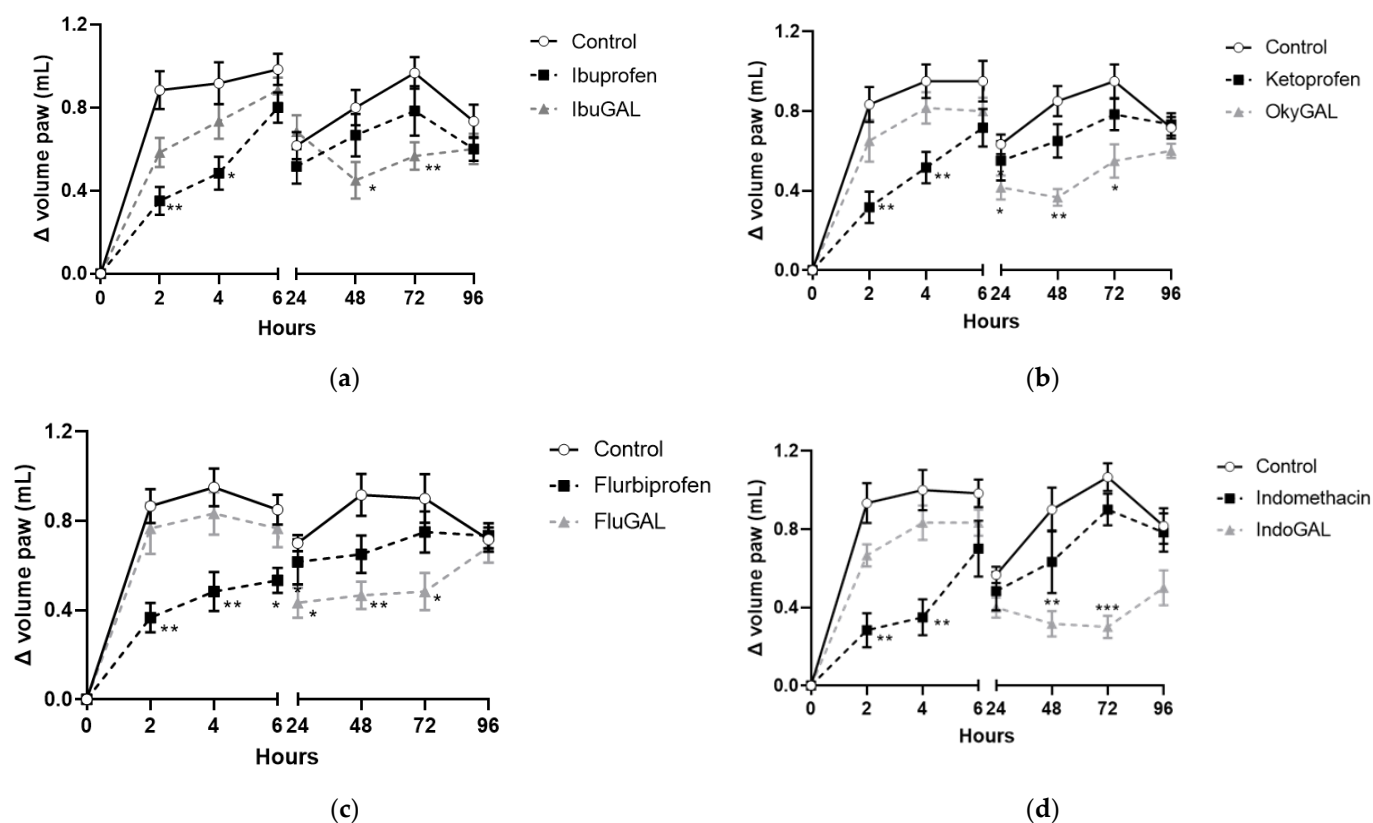 1.2
0.8
0.4
0.0
Δ volume paw (mL)
0 2 4 6 24 48 72 96
Hours
Control
Ibuprofen
IbuGAL
** * * **
(a)
1.2
0.8
0.4
0.0
Δ volume paw (mL)
0 2 4 6 24 48 72 96
Hours
Control
Ketoprofen
OkyGAL
** ** * ** *
(b)
1.2
0.8
0.4
0.0
Δ volume paw (mL)
0 2 4 6 24 48 72 96
Hours
Control
Flurbiprofen
FluGAL
** ** * * * ** *
(c)
1.2
0.8
0.4
0.0
Δ volume paw (mL)
0 2 4 6 24 48 72 96
Hours
Control
Indomethacin
IndoGAL
** ** ** ***
(d)